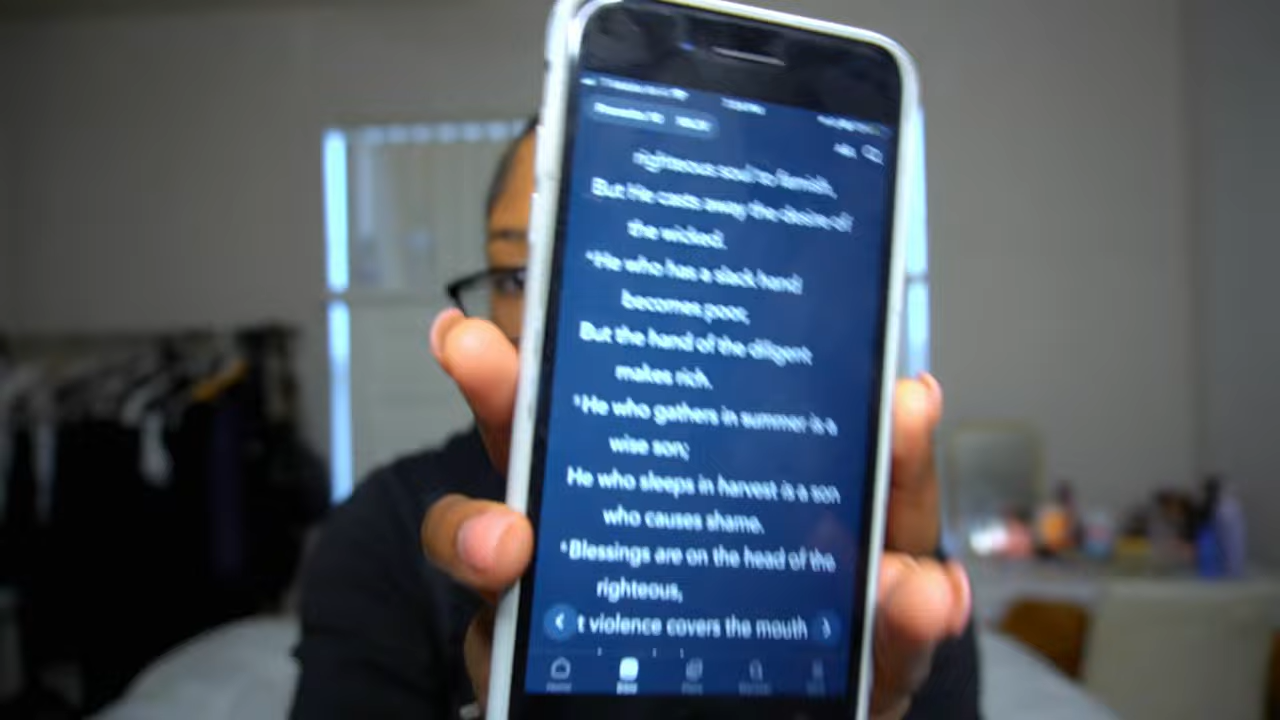 righteous soul to famish,
But He casts away the desire of
the wicked.
He who has a slack hand
becomes poor,
But the hand of the diligent
makes rich.
He who gathers in summer is a
wise son;
He who sleeps in harvest is a son
who causes shame.
Blessings are on the head of the
righteous,
t violence covers the mouth